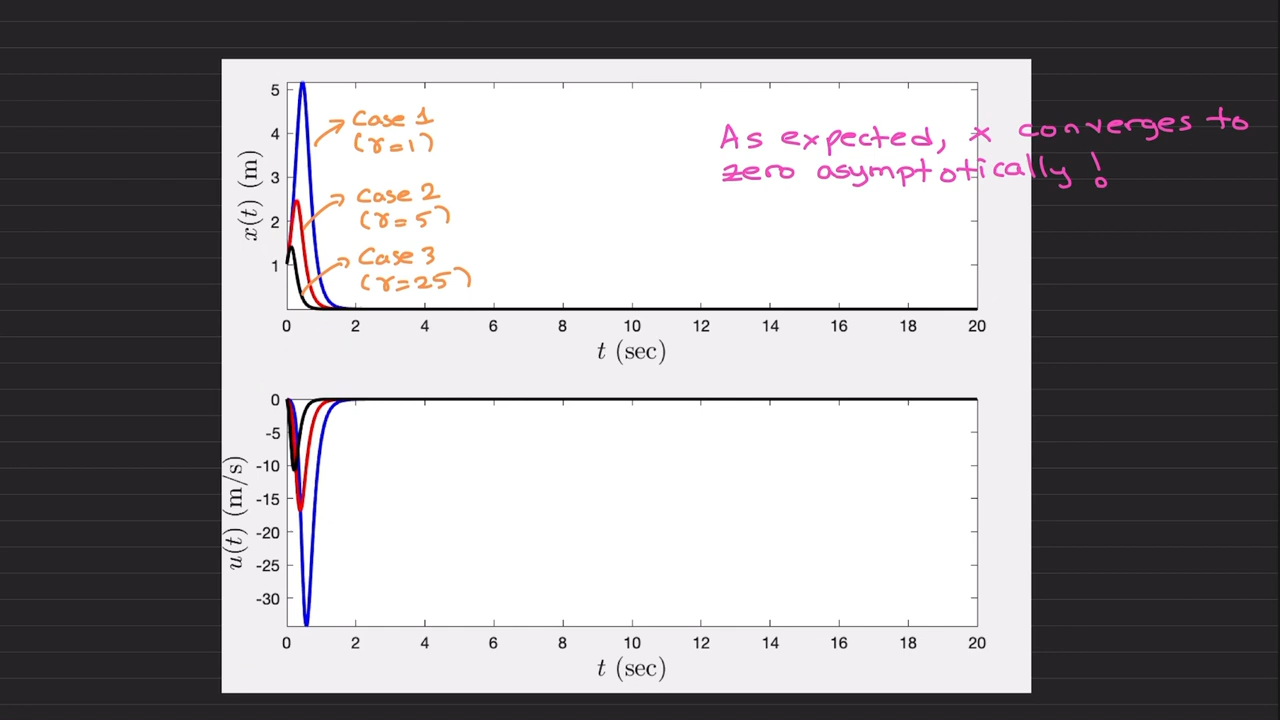 5
4
3
2
1
x(t) (m)
Case 1
(γ=1)
Case 2
(γ=5)
Case 3
(γ=25)
As expected, x converges to
zero asymptotically!
0 2 4 6 8 10 12 14 16 18 20
t (sec)
0
-5
-10
-15
-20
-25
-30
u(t) (m/s)
0 2 4 6 8 10 12 14 16 18 20
t (sec)